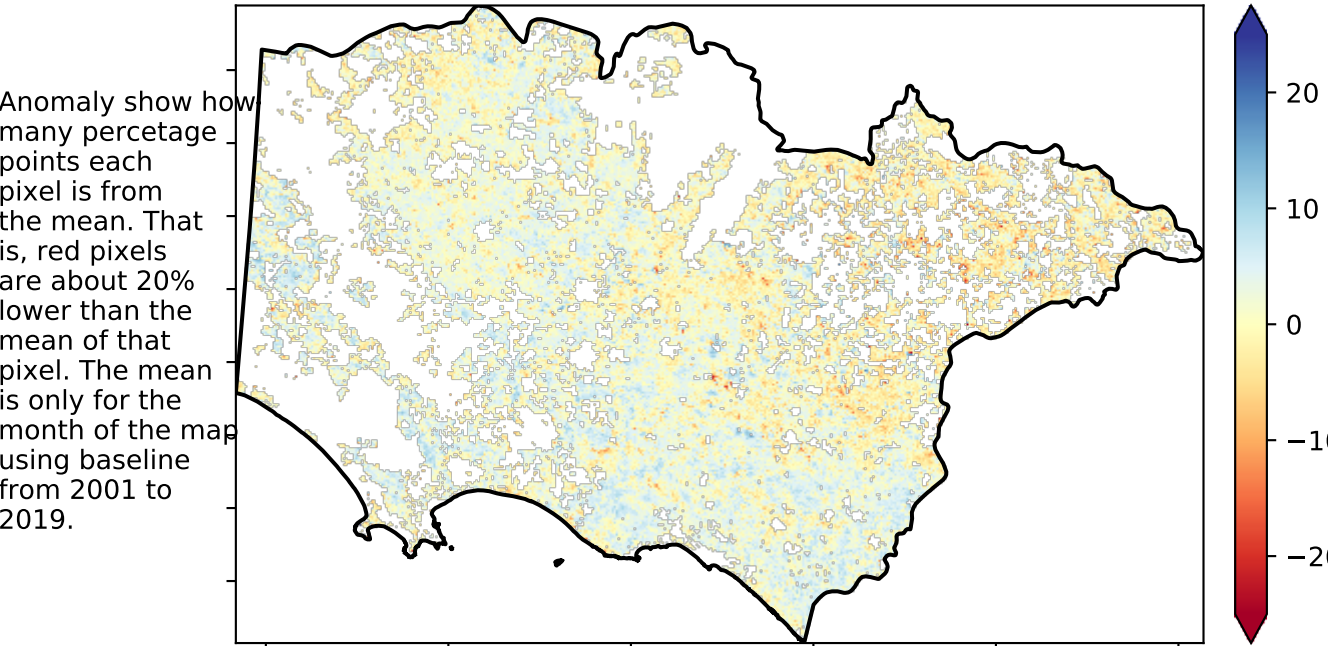 Anomaly show how
many percetage
points each
pixel is from
the mean. That
is, red pixels
are about 20%
lower than the
mean of that
pixel. The mean
is only for the
month of the map
using baseline
from 2001 to
2019.
20
10
0
−10
−20